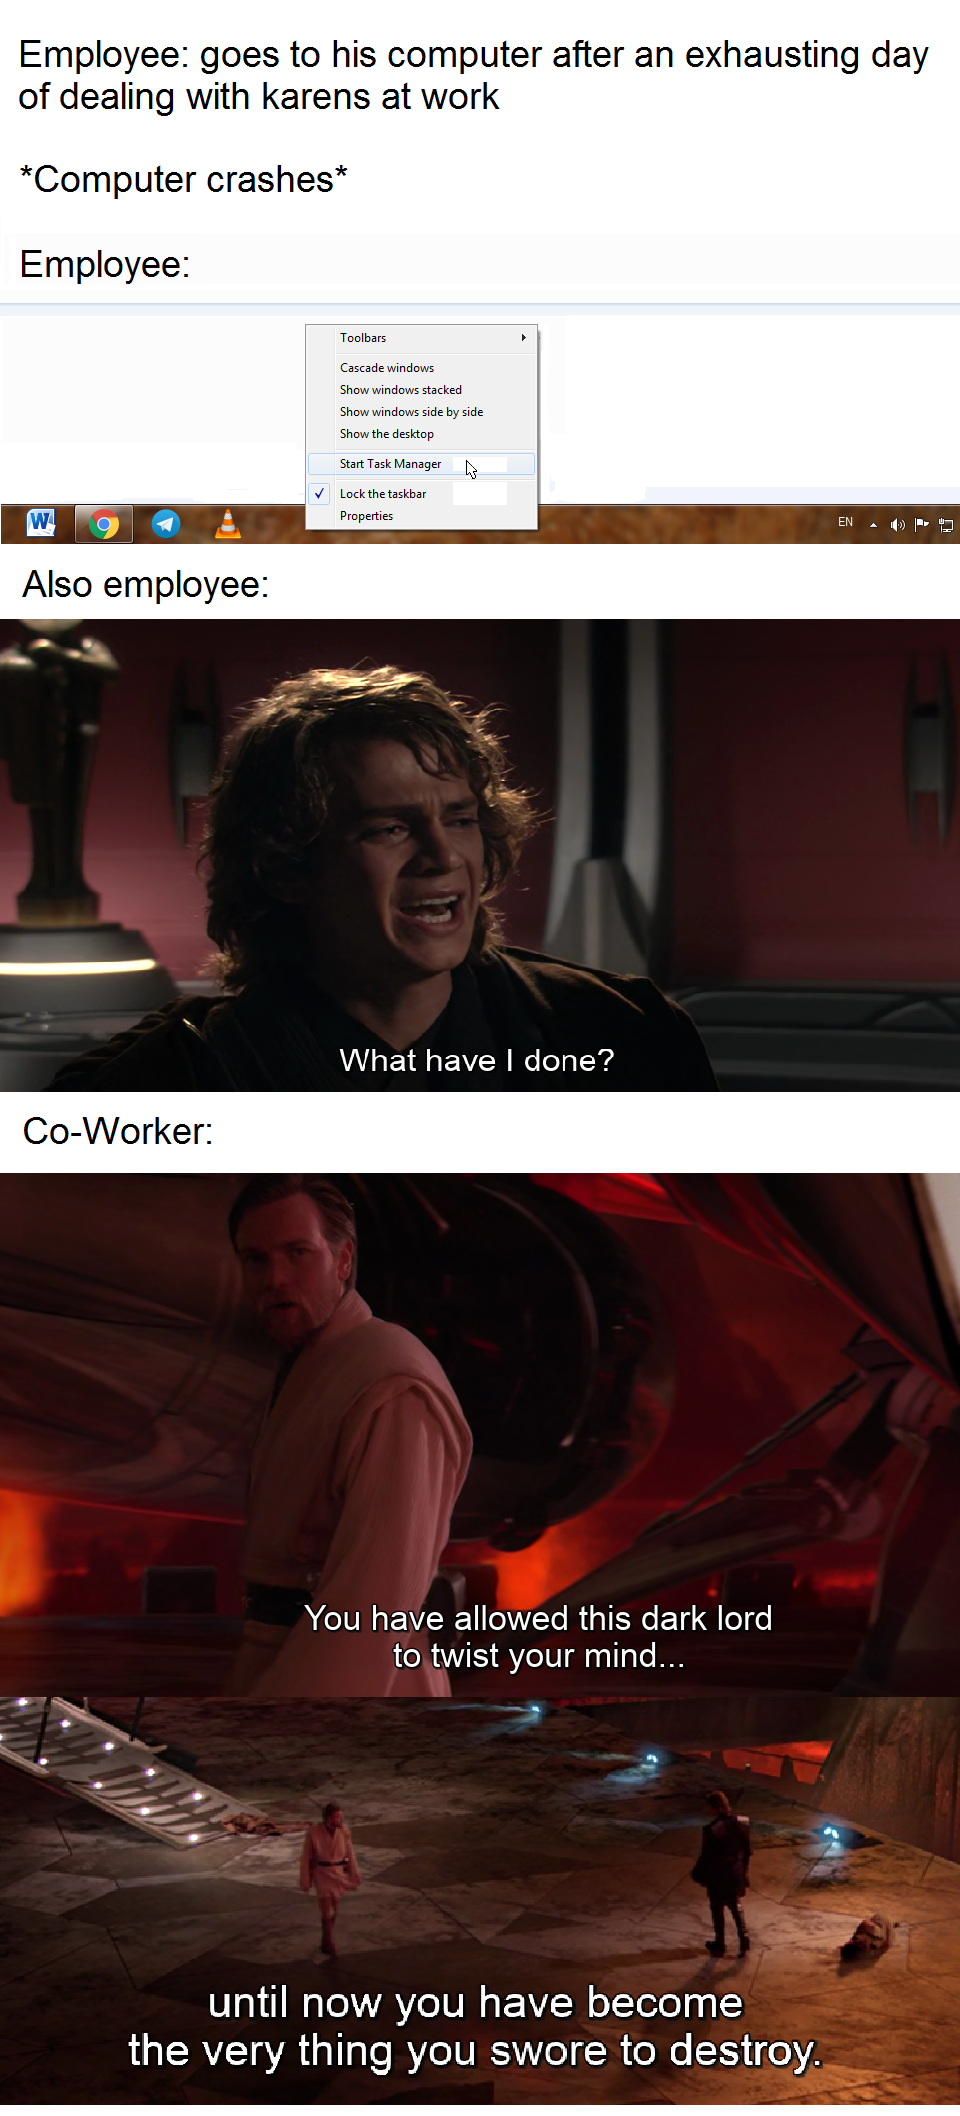 Employee: goes to his computer after an exhausting day
of dealing with karens at work
*Computer crashes*
Employee:
Toolbars
Cascade windows
Show windows stacked
Show windows side by side
Show the desktop
Start Task Manager
Lock the taskbar
Properties
W
EN
Also employee:
What have I done?
Co-Worker:
You have allowed this dark lord
to twist your mind...
until now you have become
the very thing you swore to destroy.